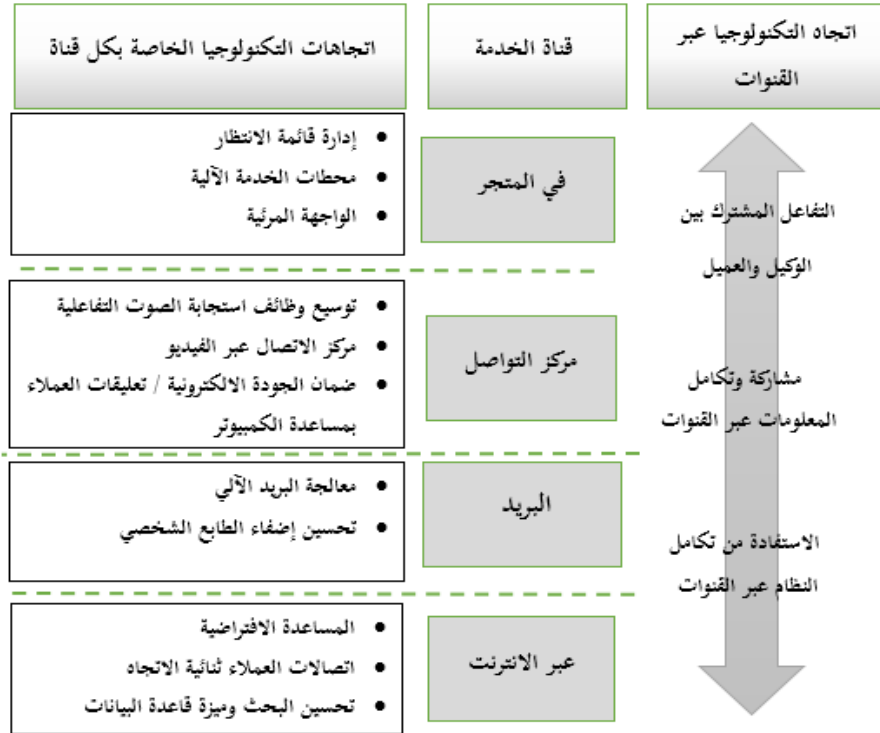 اتجاه التكنولوجيا عبر
القنوات
قناة الخدمة
اتجاهات التكنولوجيا الخاصة بكل قناة
التفاعل المشترك بين
الوكيل والعميل
مشاركة وتكامل
المعلومات عبر القنوات
الاستفادة من تكامل
النظام عبر القنوات
في المتجر
• إدارة قائمة الانتظار
• محطات الخدمة الآلية
• الواجهة المرئية
مركز التواصل
• توسيع وظائف استجابة الصوت التفاعلية
• مركز الاتصال عبر الفيديو
• ضمان الجودة الالكترونية / تعليقات العملاء
بمساعدة الكمبيوتر
البريد
• معالجة البريد الآلي
• تحسين إضفاء الطابع الشخصي
عبر الانترنت
• المساعدة الافتراضية
• اتصالات العملاء ثنائية الاتجاه
• تحسين البحث وميزة قاعدة البيانات